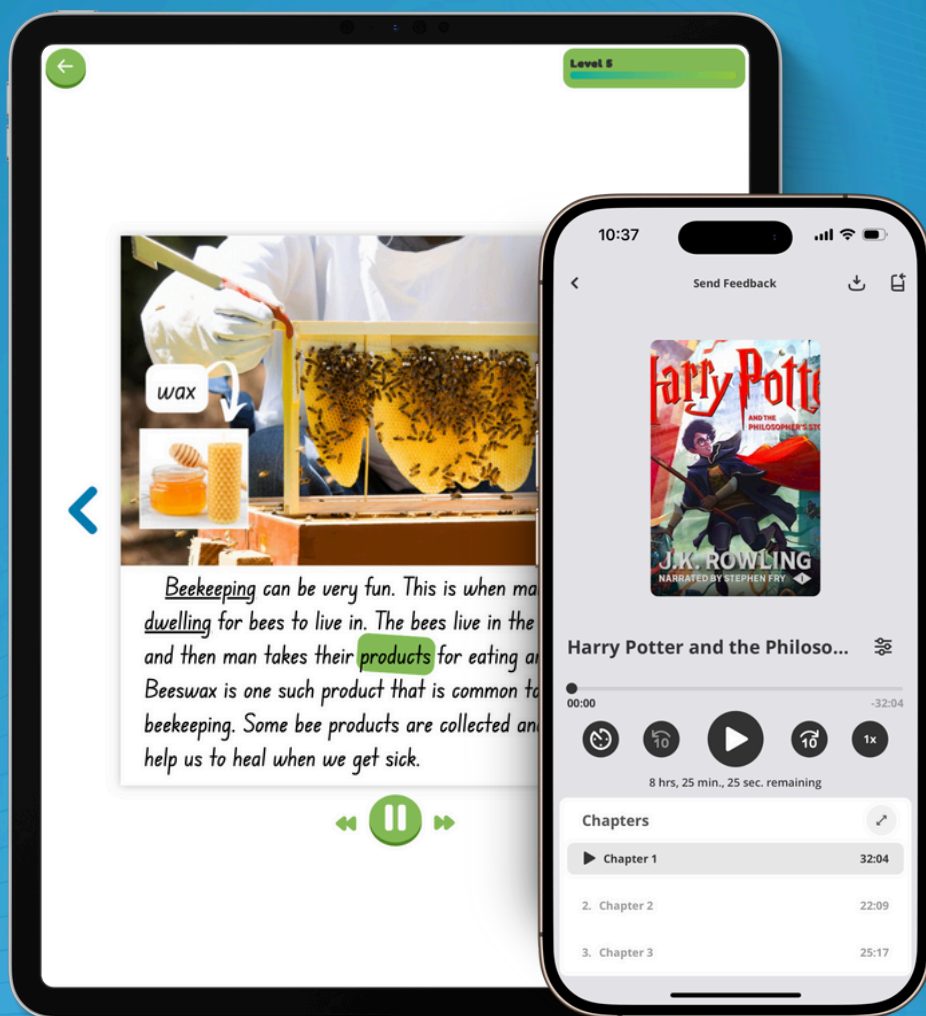 Level 5
wax
Beekeeping can be very fun. This is when ma
dwelling for bees to live in. The bees live in the
and then man takes their products for eating a
Beeswax is one such product that is common to
beekeeping. Some bee products are collected an
help us to heal when we get sick.
10:37
Send Feedback
Harry Potte
AND THE
PHILOSOPHER'S STO
J.K. ROWLING
NARRATED BY STEPHEN FRY
Harry Potter and the Philoso...
00:00
-32:04
10
10
1x
8 hrs, 25 min., 25 sec. remaining
Chapters
Chapter 1
32:04
2. Chapter 2
22:09
3. Chapter 3
25:17